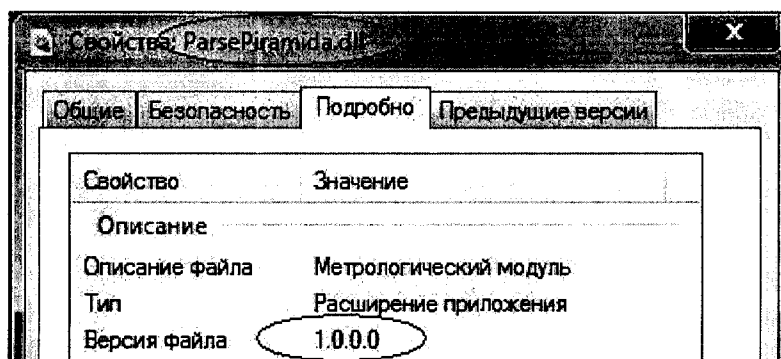 Свойства: ParsePiramida.dll
X
Общие Безопасность Подробно Предыдущие версии
Свойство Значение
Описание
Описание файла Метрологический модуль
Тип Расширение приложения
Версия файла 1.0.0.0